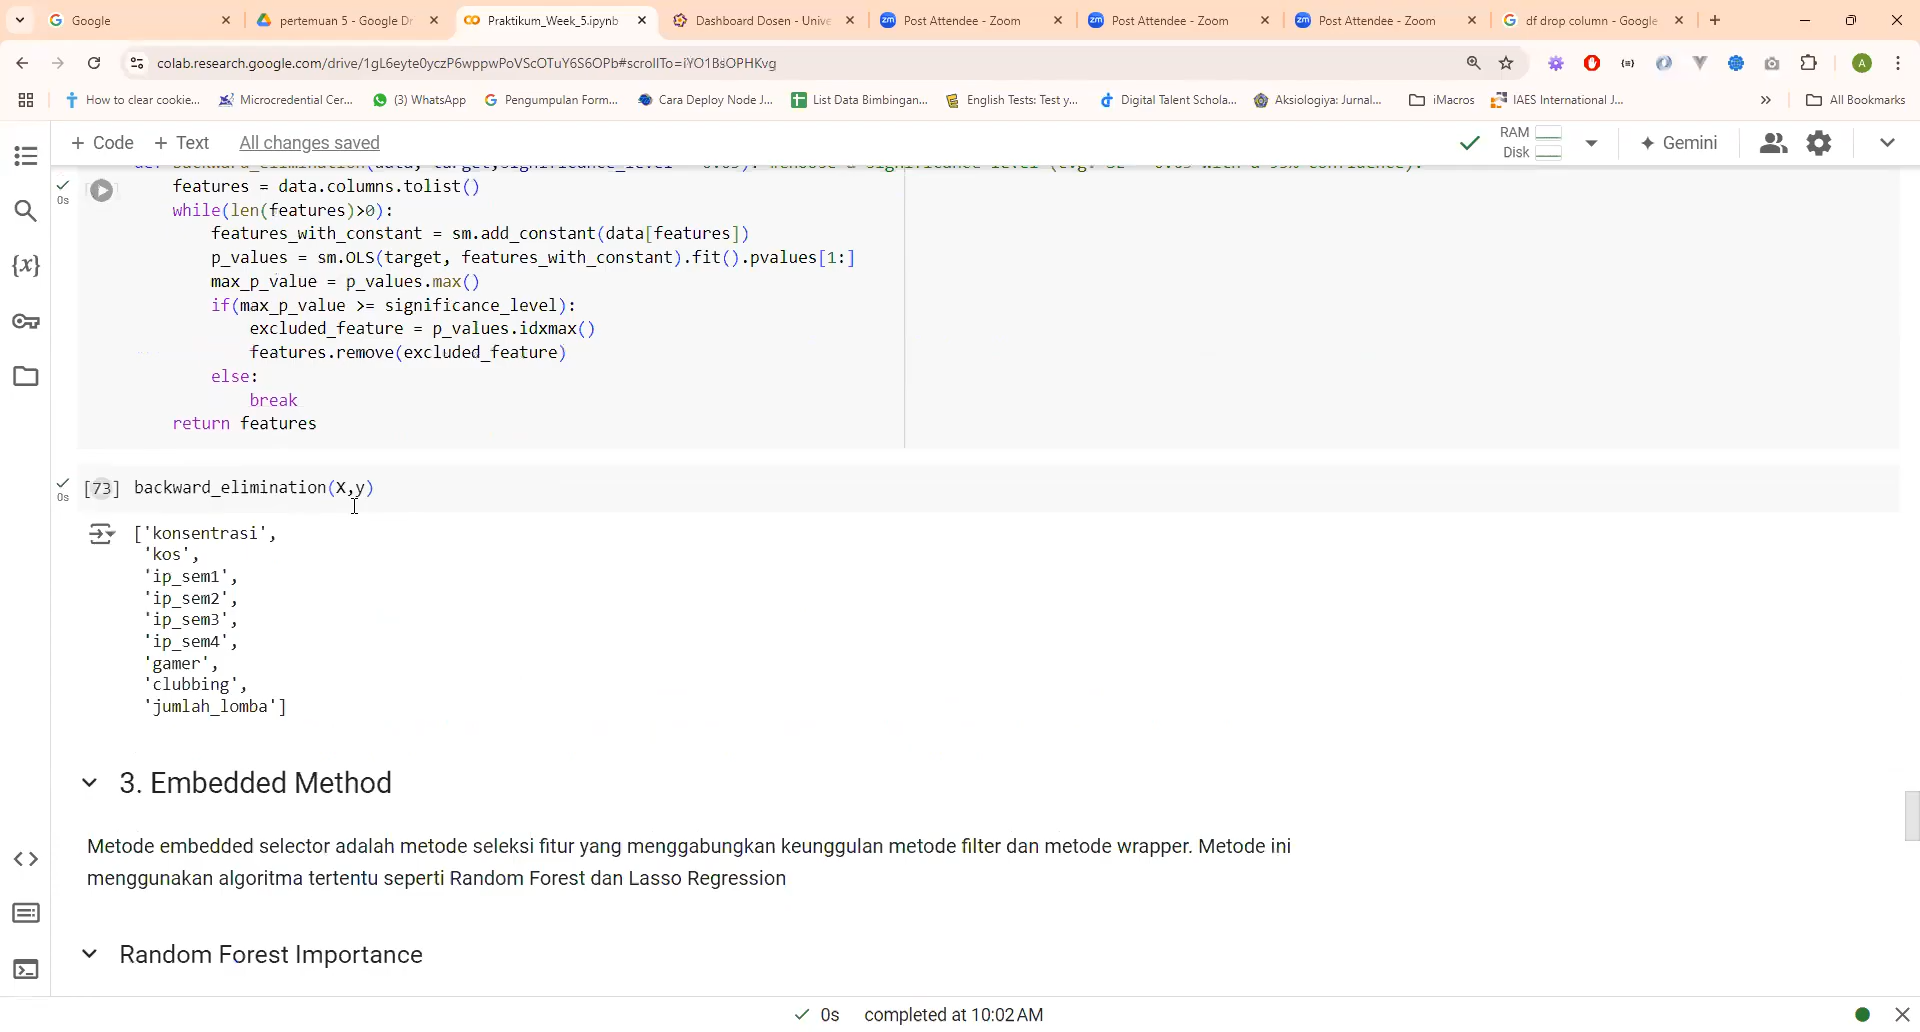 Google
pertemuan 5 - Google Dr
Praktikum_Week_5.ipynb
Dashboard Dosen - Unive
Post Attendee - Zoom
Post Attendee - Zoom
Post Attendee - Zoom
df drop column - Google
colab.research.google.com/drive/1gL6eyte0yczP6wppwPoVScOTuY6S6OPb#scrollTo=iYO1BsOPHKvg
How to clear cookie...
Microcredential Cer...
(3) WhatsApp
Pengumpulan Form...
Cara Deploy Node J...
List Data Bimbingan...
English Tests: Test y...
Digital Talent Schola...
Aksiologiya: Jurnal...
iMacros
IAES International J...
All Bookmarks
+ Code + Text All changes saved
RAM
Disk
Gemini
0s
features = data.columns.tolist()
while(len(features)>0):
features_with_constant = sm.add_constant(data[features])
p_values = sm.OLS(target, features_with_constant).fit().pvalues[1:]
max_p_value = p_values.max()
if(max_p_value >= significance_level):
excluded_feature = p_values.idxmax()
features.remove(excluded_feature)
else:
break
return features
0s
[73] backward_elimination(X,y)
['konsentrasi',
'kos',
'ip_sem1',
'ip_sem2',
'ip_sem3',
'ip_sem4',
'gamer',
'clubbing',
'jumlah_lomba']
3. Embedded Method
Metode embedded selector adalah metode seleksi fitur yang menggabungkan keunggulan metode filter dan metode wrapper. Metode ini
menggunakan algoritma tertentu seperti Random Forest dan Lasso Regression
Random Forest Importance
0s completed at 10:02 AM